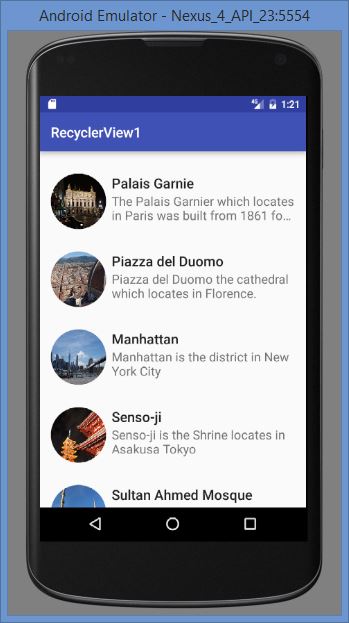 Android Emulator - Nexus_4_API_23:5554
4G 1:21
RecyclerView1
Palais Garnie
The Palais Garnier which locates
in Paris was built from 1861 fo…
Piazza del Duomo
Piazza del Duomo the cathedral
which locates in Florence.
Manhattan
Manhattan is the district in New
York City
Senso-ji
Senso-ji is the Shrine locates in
Asakusa Tokyo
Sultan Ahmed Mosque